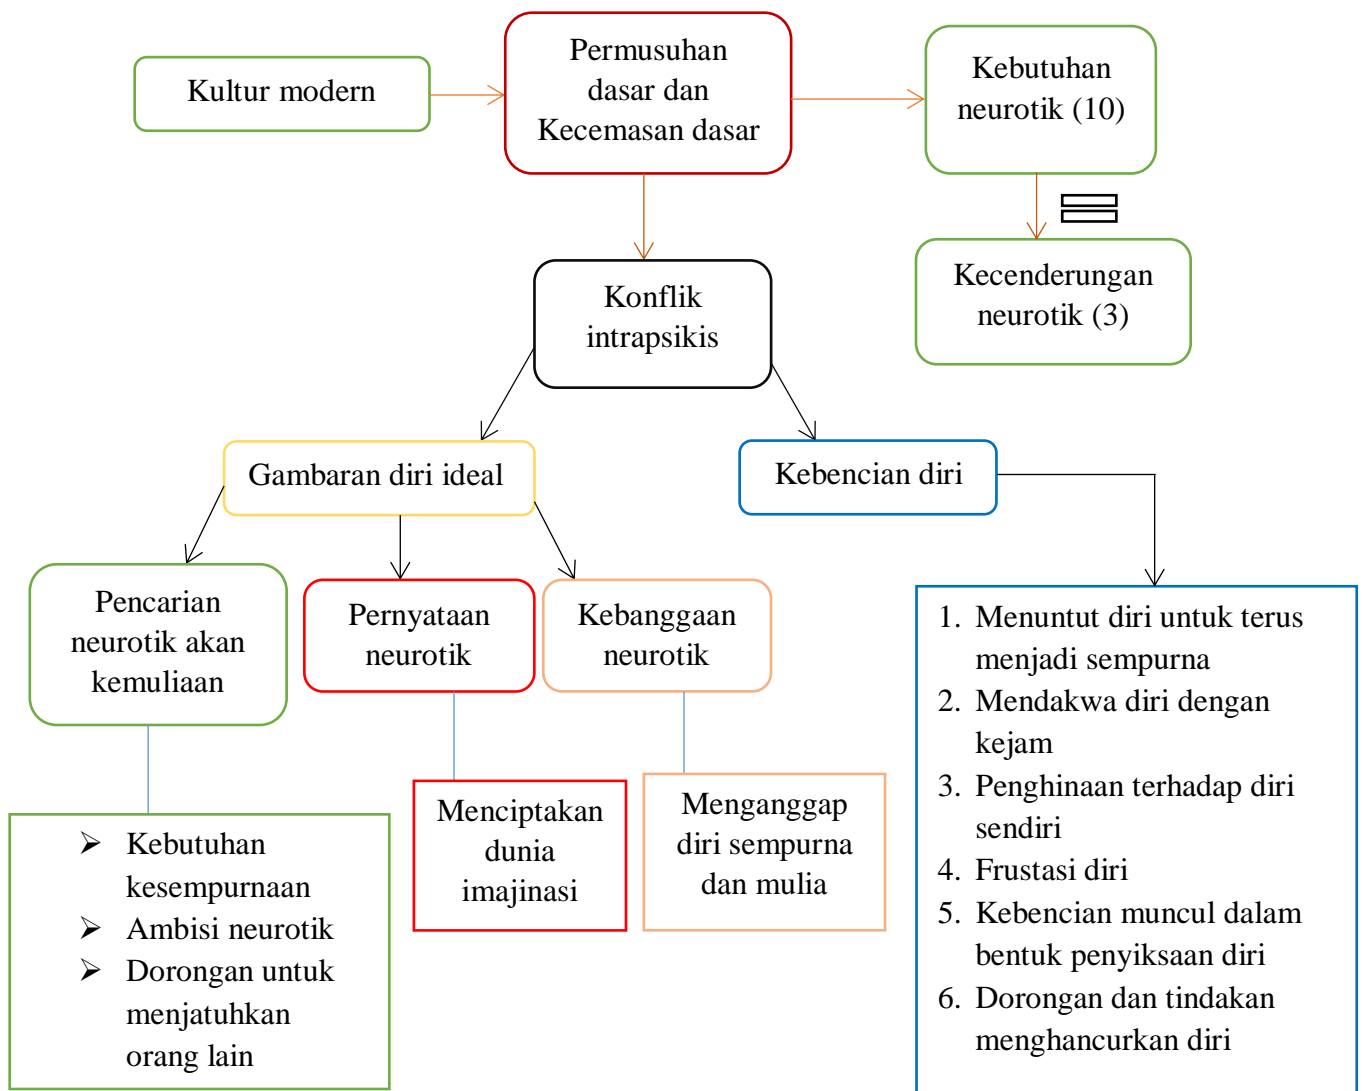 Kultur modern
Permusuhan
dasar dan
Kecemasan dasar
Kebutuhan
neurotik (10)
Kecenderungan
neurotik (3)
Konflik
intrapsikis
Gambaran diri ideal
Kebencian diri
Pencarian
neurotik akan
kemuliaan
Pernyataan
neurotik
Kebanggaan
neurotik
➢ Kebutuhan
kesempurnaan
➢ Ambisi neurotik
➢ Dorongan untuk
menjatuhkan
orang lain
Menciptakan
dunia
imajinasi
Menganggap
diri sempurna
dan mulia
1. Menuntut diri untuk terus
menjadi sempurna
2. Mendakwa diri dengan
kejam
3. Penghinaan terhadap diri
sendiri
4. Frustasi diri
5. Kebencian muncul dalam
bentuk penyiksaan diri
6. Dorongan dan tindakan
menghancurkan diri